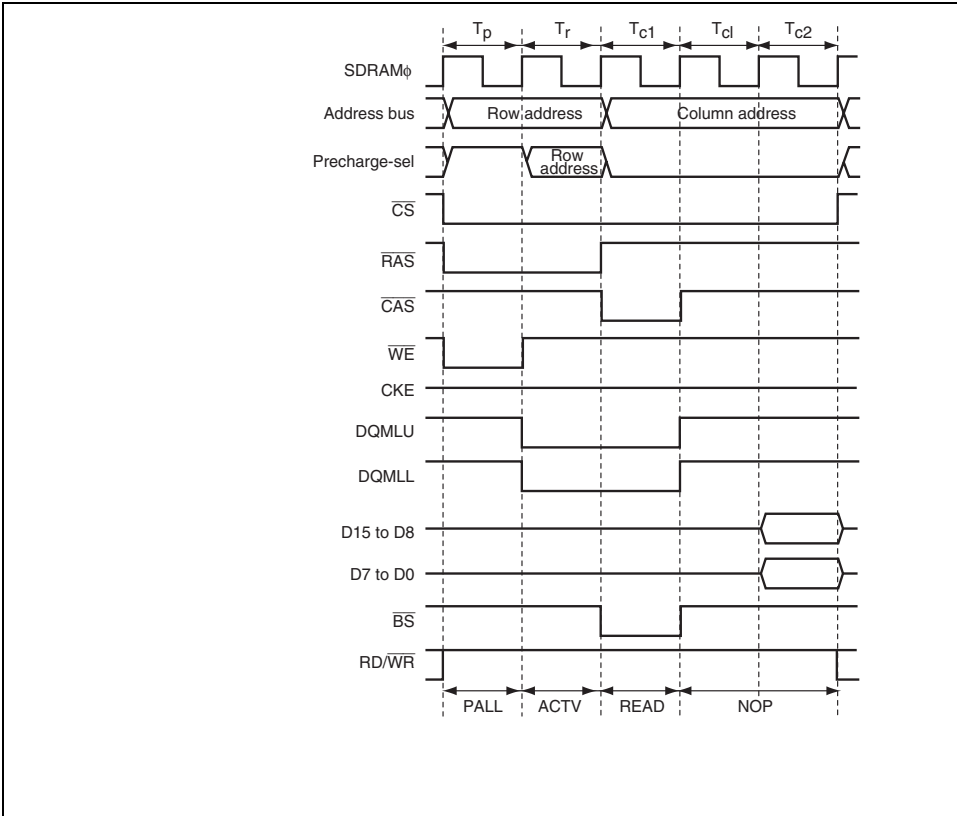 Tp Tr Tc1 Tcl Tc2
SDRAMϕ
Address bus Row address Column address
Precharge-sel Row address
CS
RAS
CAS
WE
CKE
DQMLU
DQMLL
D15 to D8
D7 to D0
BS
RD/WR
PALL ACTV READ NOP